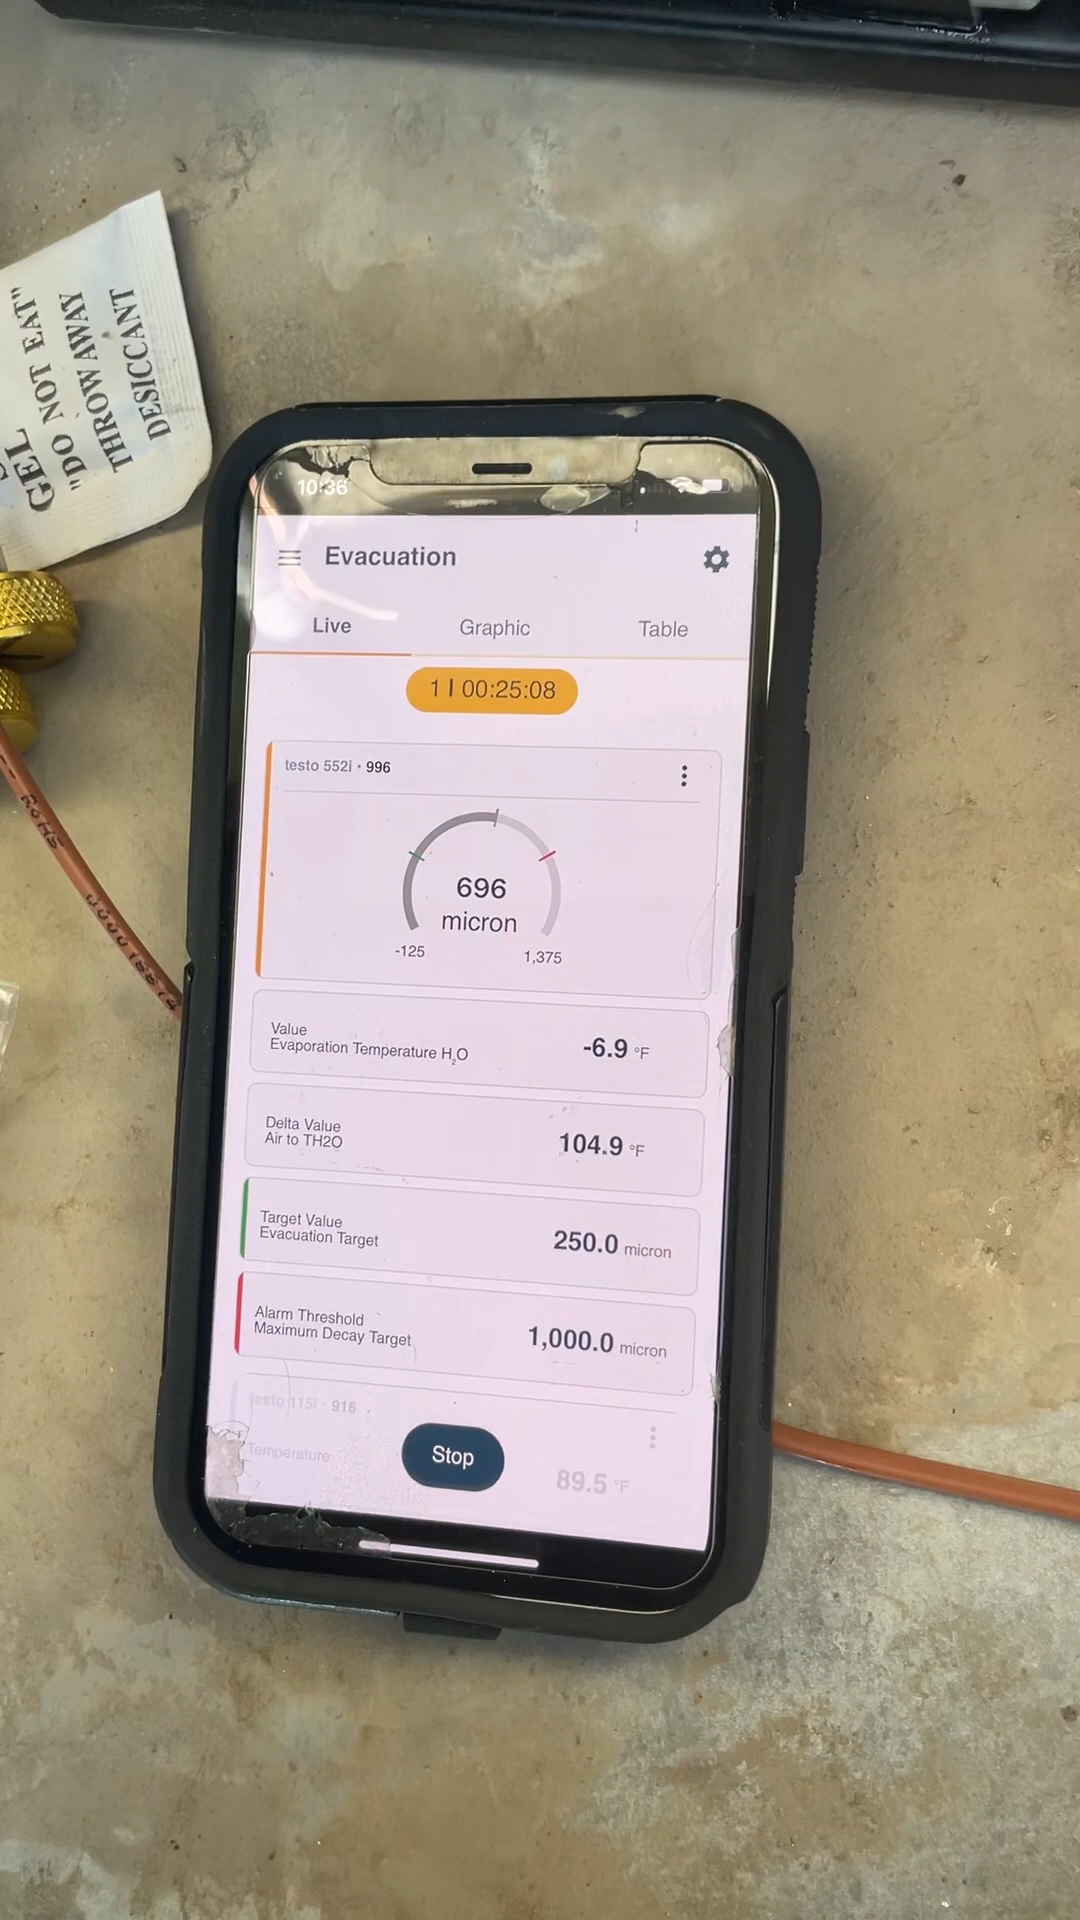 GEL
"DO NOT EAT"
THROW AWAY
DESICCANT
RoHS
10:36
Evacuation
Live
Graphic
Table
1 | 00:25:08
testo 552i • 996
696
micron
-125
1,375
Value
Evaporation Temperature H₂O
-6.9 °F
Delta Value
Air to TH2O
104.9 °F
Target Value
Evacuation Target
250.0 micron
Alarm Threshold
Maximum Decay Target
1,000.0 micron
testo 115i • 916
Temperature
89.5 °F
Stop